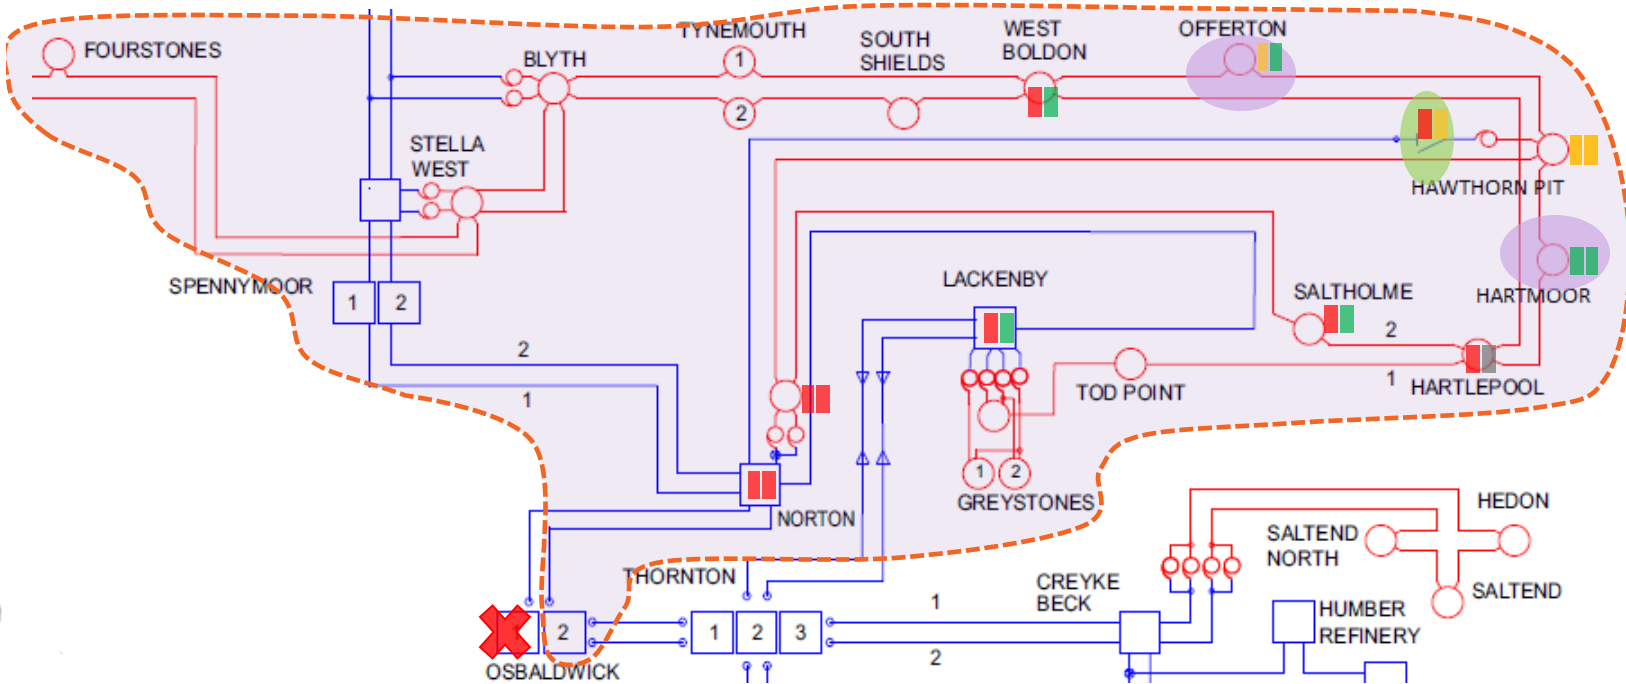 FOURSTONES
BLYTH
TYNEMOUTH
1
2
SOUTH
SHIELDS
WEST
BOLDON
OFFERTON
STELLA
WEST
HAWTHORN PIT
SPENNYMOOR
1
2
LACKENBY
HARTMOOR
SALTHOLME
2
1
HARTLEPOOL
TOD POINT
2
1
1
2
GREYSTONES
NORTON
HEDON
SALTEND
NORTH
SALTEND
THORNTON
CREYKE
BECK
1
2
HUMBER
REFINERY
2
1
2
3
OSBALDWICK